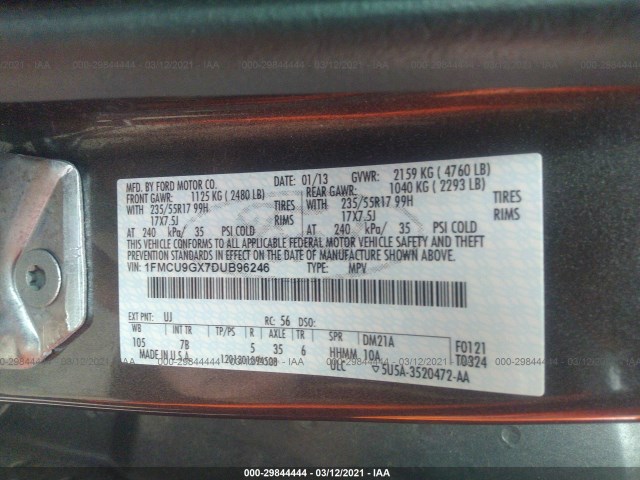 MFD. BY FORD MOTOR CO.
DATE: 01/13 GVWR: 2159 KG ( 4760 LB)
FRONT GAWR: 1125 KG ( 2480 LB) REAR GAWR: 1040 KG ( 2293 LB)
WITH 235/55R17 99H TIRES WITH 235/55R17 99H TIRES
17X7.5J RIMS 17X7.5J RIMS
AT 240 kPa/ 35 PSI COLD AT 240 kPa/ 35 PSI COLD
THIS VEHICLE CONFORMS TO ALL APPLICABLE FEDERAL MOTOR VEHICLE SAFETY AND THEFT
PREVENTION STANDARDS IN EFFECT ON THE DATE OF MANUFACTURE SHOWN ABOVE.
VIN: 1FMCU9GX7DUB96246 TYPE: MPV
EXT PNT: UJ RC: 56 DSO:
WB INT TR TP/PS R AXLE TR SPR DM21A F0121
105 7B 5 35 6 HHMM 10A T0324
MADE IN U.S.A. ULC 5U5A-3520472-AA
000-29844444 / 03/12/2021 / IAA